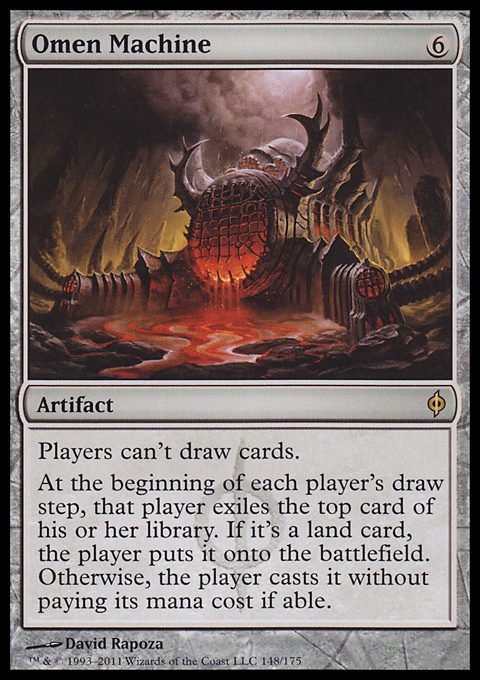 Omen Machine 6
Artifact
Players can't draw cards.
At the beginning of each player's draw
step, that player exiles the top card of
his or her library. If it's a land card,
the player puts it onto the battlefield.
Otherwise, the player casts it without
paying its mana cost if able.
David Rapoza
™ & © 1993–2011 Wizards of the Coast LLC 148/175